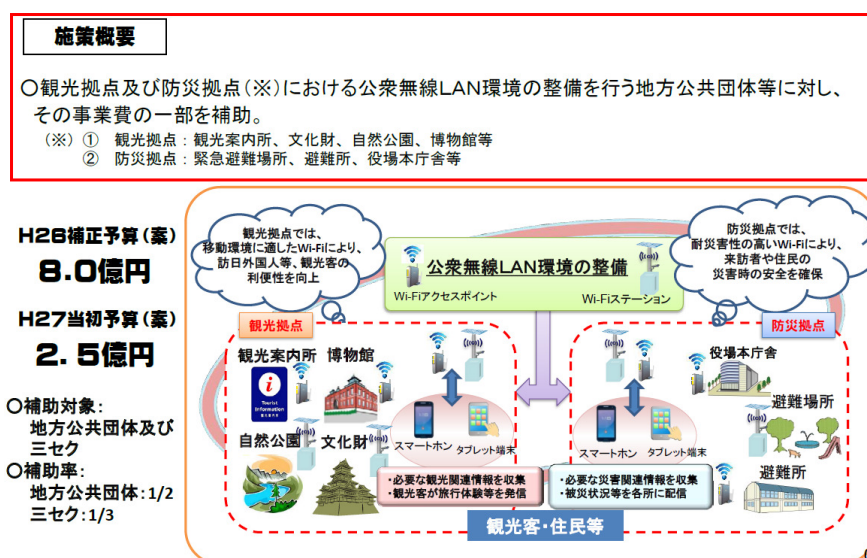 施策概要
○観光拠点及び防災拠点(※)における公衆無線LAN環境の整備を行う地方公共団体等に対し、
その事業費の一部を補助。
(※) ① 観光拠点：観光案内所、文化財、自然公園、博物館等
② 防災拠点：緊急避難場所、避難所、役場本庁舎等
H26補正予算(案)
8.0億円
H27当初予算(案)
2.5億円
○補助対象：
地方公共団体及び
三セク
○補助率：
地方公共団体：1/2
三セク：1/3
観光拠点では、
移動環境に適したWi-Fiにより、
訪日外国人等、観光客の
利便性を向上
公衆無線LAN環境の整備
Wi-Fiアクセスポイント
Wi-Fiステーション
防災拠点では、
耐災害性の高いWi-Fiにより、
来訪者や住民の
災害時の安全を確保
観光拠点
観光案内所
博物館
Tourist
Information
自然公園
文化財
スマートホン
タブレット端末
・必要な観光関連情報を収集
・観光客が旅行体験等を発信
防災拠点
役場本庁舎
避難場所
避難所
スマートホン
タブレット端末
・必要な災害関連情報を収集
・被災状況等を各所に配信
観光客・住民等